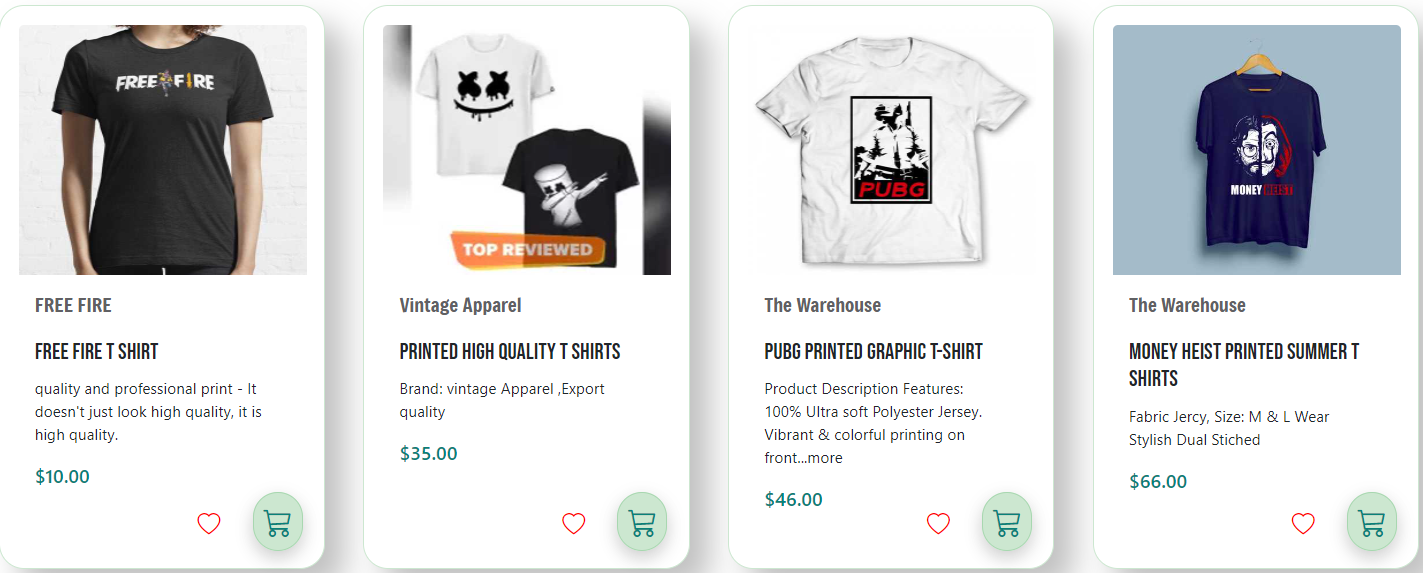 FREE FIRE
FREE FIRE
FREE FIRE T SHIRT
quality and professional print - It
doesn't just look high quality, it is
high quality.
$10.00
TOP REVIEWED
Vintage Apparel
PRINTED HIGH QUALITY T SHIRTS
Brand: vintage Apparel ,Export
quality
$35.00
PUBG
The Warehouse
PUBG PRINTED GRAPHIC T-SHIRT
Product Description Features:
100% Ultra soft Polyester Jersey.
Vibrant & colorful printing on
front...more
$46.00
MONEY HEIST
The Warehouse
MONEY HEIST PRINTED SUMMER T
SHIRTS
Fabric Jercy, Size: M & L Wear
Stylish Dual Stiched
$66.00